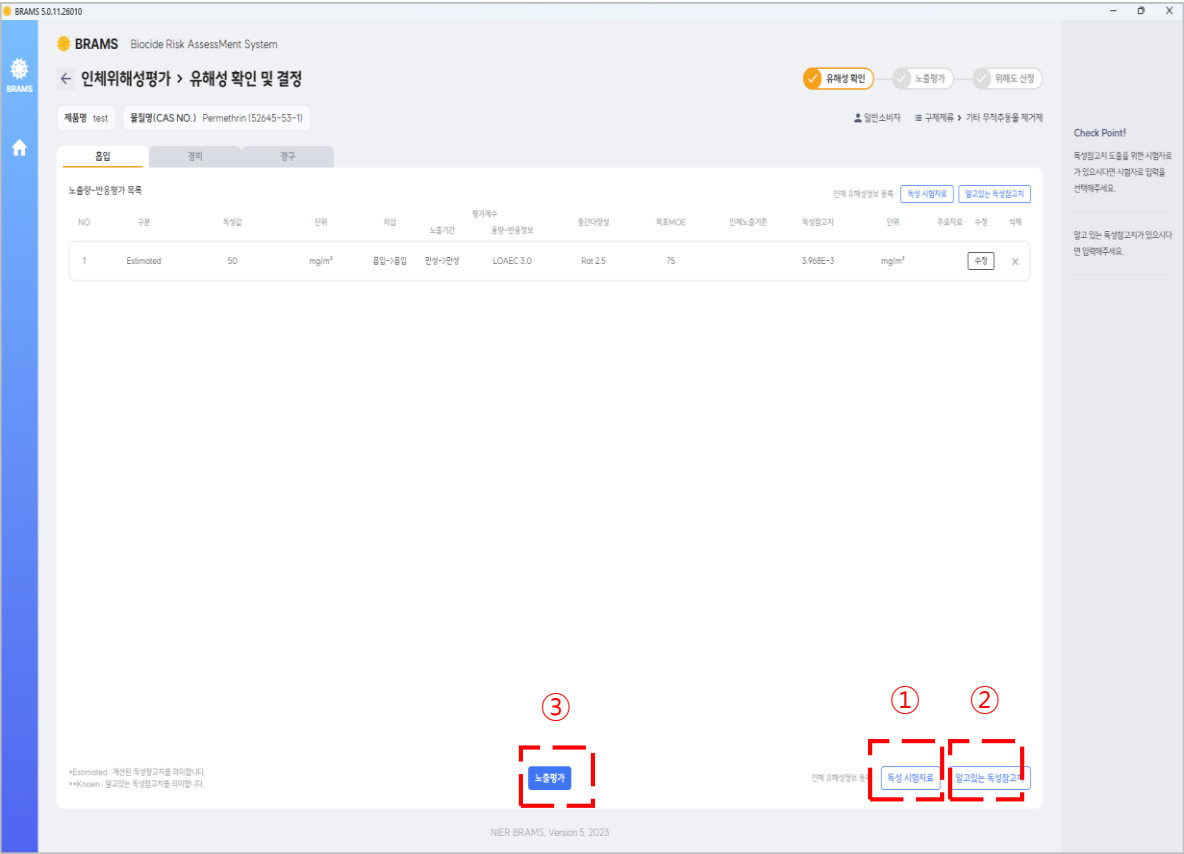 BRAMS 5.0.11.26010
BRAMS Biocide Risk AssessMent System
BRAMS
← 인체위해성평가 > 유해성 확인 및 결정
유해성 확인 노출평가 위해도 산정
제품명 test 물질명(CAS NO.) Permethrin (52645-53-1)
일반소비자 구제제류 > 기타 무척추동물 제거제
흡입 경피 경구
노출량-반응평가 목록
인체 유해성정보 등록 : 독성 시험자료 알고있는 독성참고치
NO 구분 독성값 단위 외삽 평가계수 노출기간 용량-반응정보 종간다양성 목표MOE 인체노출기준 독성참고치 단위 주요자료 수정 삭제
1 Estimated 50 mg/m³ 흡입->흡입 만성->만성 LOAEC 3.0 Rat 2.5 75 3.968E-3 mg/m³ 수정 X
Check Point!
독성참고치 도출을 위한 시험자료
가 있으시다면 시험자료 입력을
선택해주세요.
알고 있는 독성참고치가 있으시다
면 입력해주세요.
③ ① ②
*Estimated : 계산된 독성참고치를 의미합니다.
**Known : 알고있는 독성참고치를 의미합니다.
노출평가
인체 유해성정보 등록 독성 시험자료 알고있는 독성참고치
NIER BRAMS, Version 5, 2023